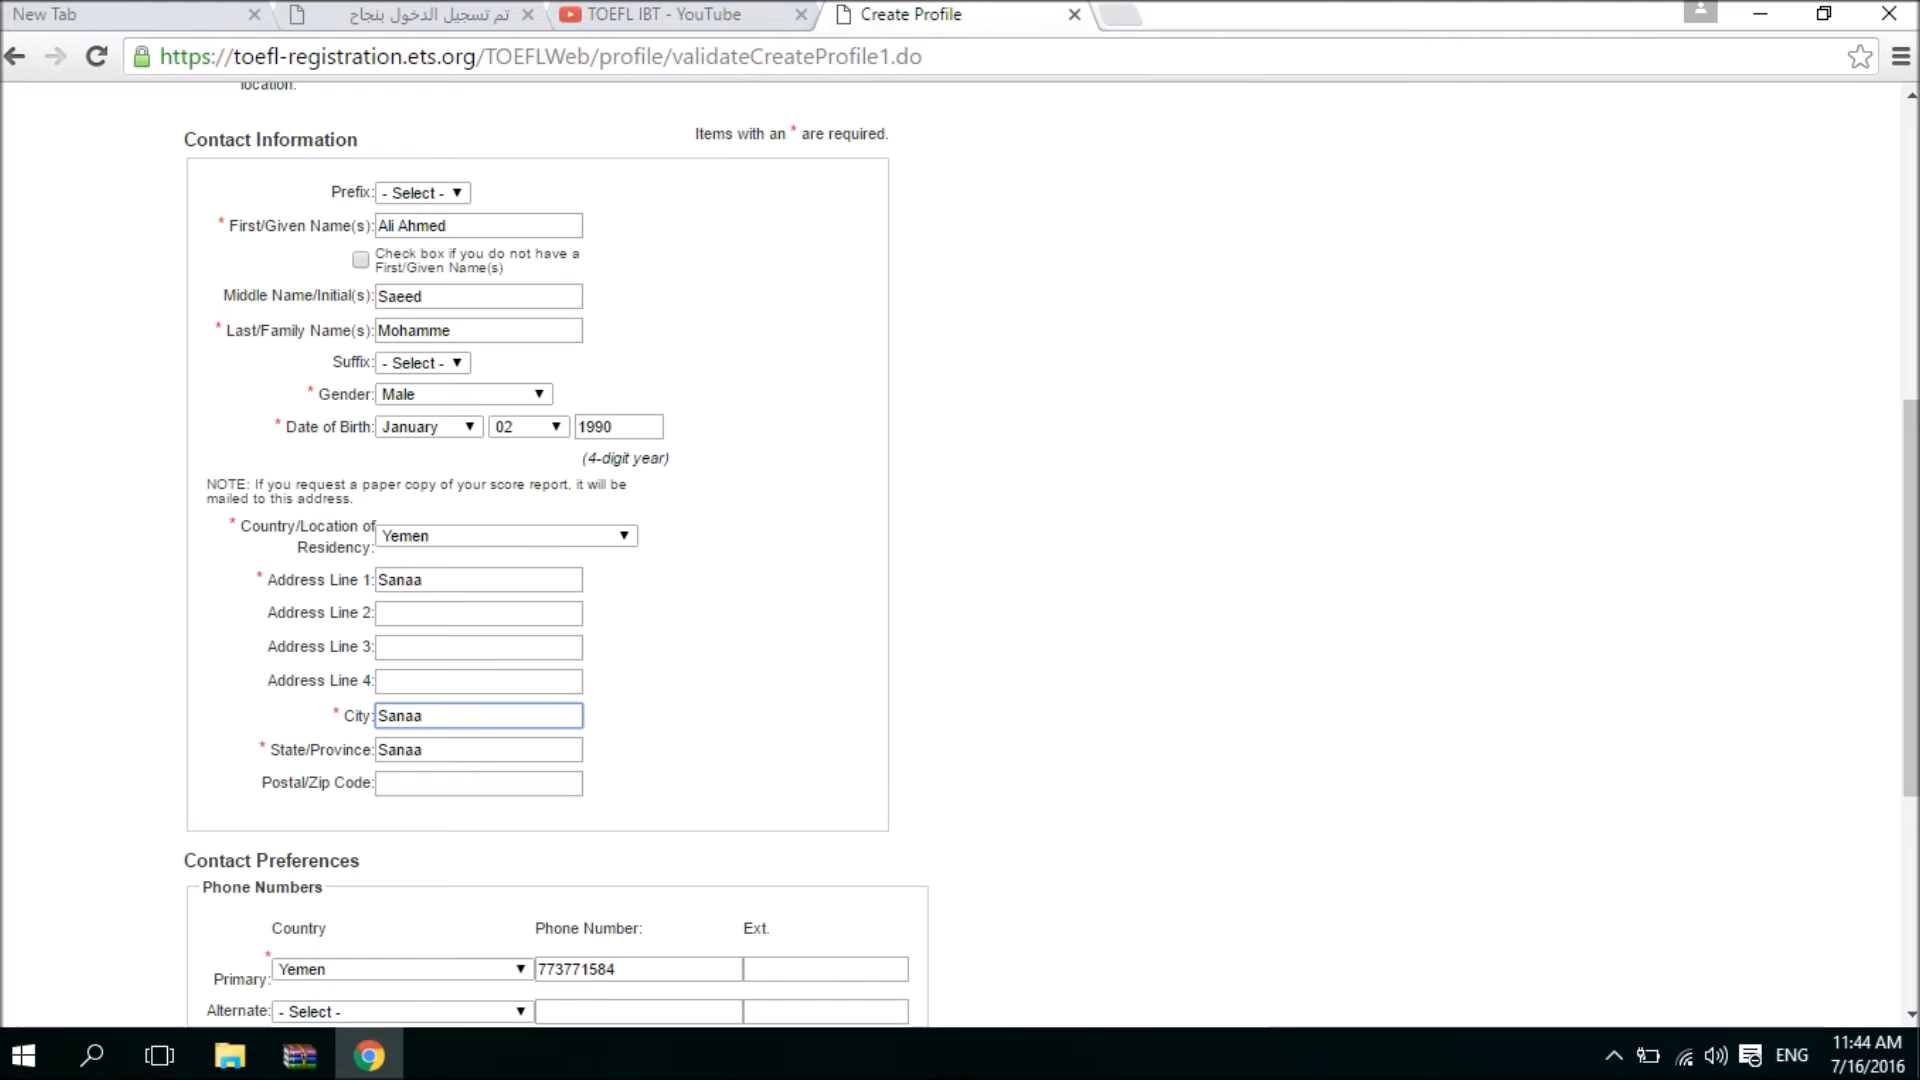 New Tab
تم تسجيل الدخول بنجاح
TOEFL IBT - YouTube
Create Profile
https://toefl-registration.ets.org/TOEFLWeb/profile/validateCreateProfile1.do
location.
Contact Information
Items with an * are required.
Prefix: - Select -
* First/Given Name(s): Ali Ahmed
Check box if you do not have a
First/Given Name(s)
Middle Name/Initial(s): Saeed
* Last/Family Name(s): Mohamme
Suffix: - Select -
* Gender: Male
* Date of Birth: January 02 1990
(4-digit year)
NOTE: If you request a paper copy of your score report, it will be
mailed to this address.
* Country/Location of
Residency: Yemen
* Address Line 1: Sanaa
Address Line 2:
Address Line 3:
Address Line 4:
* City: Sanaa
* State/Province: Sanaa
Postal/Zip Code:
Contact Preferences
Phone Numbers
Country Phone Number: Ext.
* Primary: Yemen 773771584
Alternate: - Select -
ENG
11:44 AM
7/16/2016